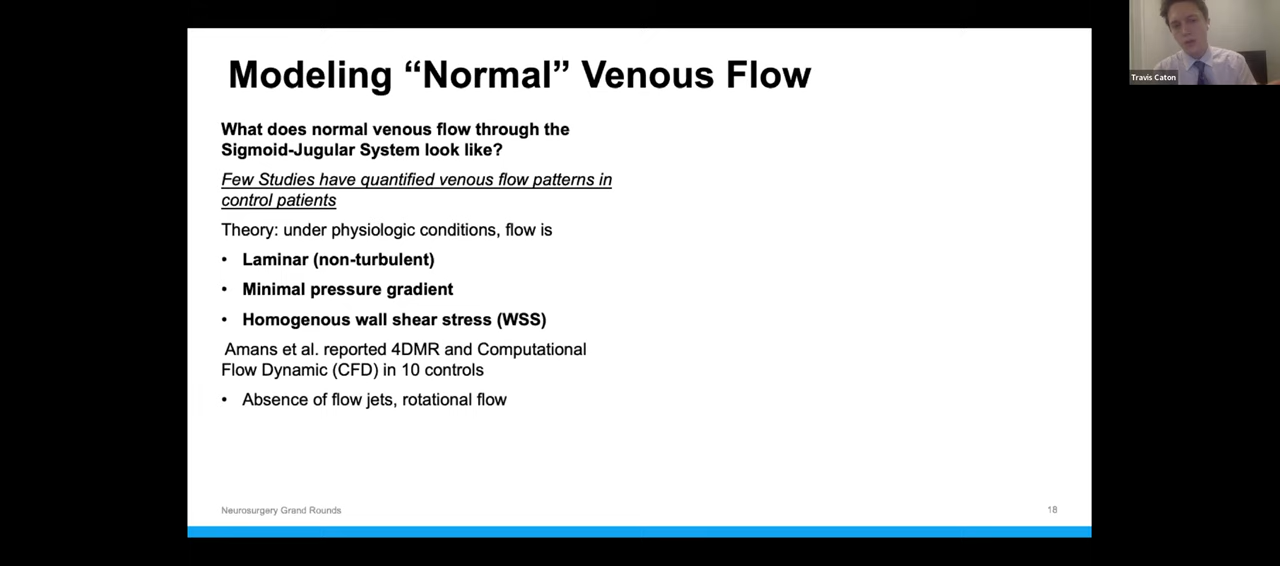 Modeling “Normal” Venous Flow
Travis Caton
What does normal venous flow through the
Sigmoid-Jugular System look like?
Few Studies have quantified venous flow patterns in
control patients
Theory: under physiologic conditions, flow is
• Laminar (non-turbulent)
• Minimal pressure gradient
• Homogenous wall shear stress (WSS)
Amans et al. reported 4DMR and Computational
Flow Dynamic (CFD) in 10 controls
• Absence of flow jets, rotational flow
Neurosurgery Grand Rounds
18